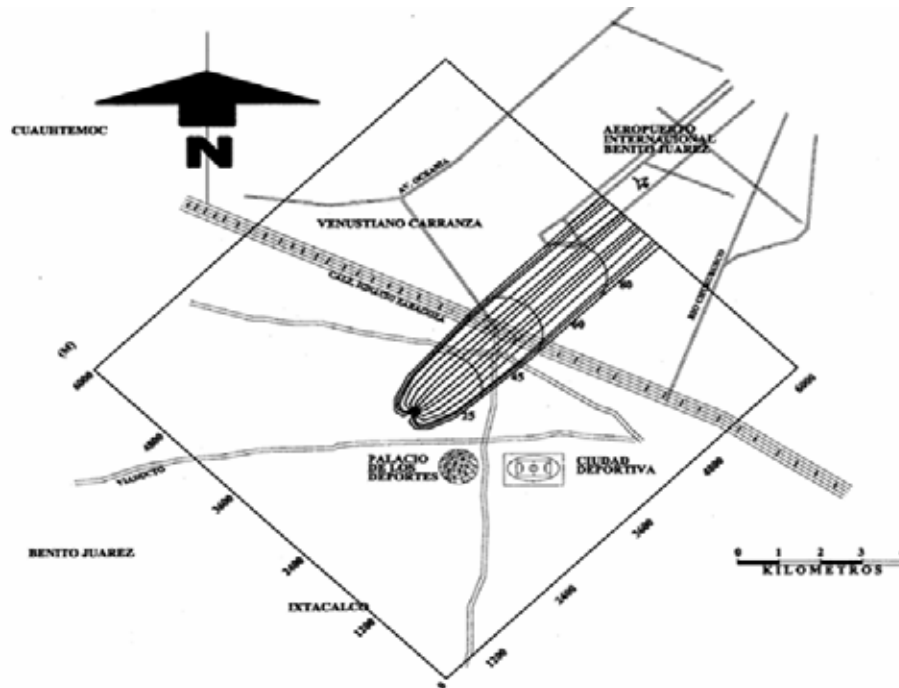 CUAUHTEMOC
N
AEROPUERTO
INTERNACIONAL
BENITO JUAREZ
AV. OCEANIA
VENUSTIANO CARRANZA
CALZ. IGNACIO ZARAGOZA
RIO CHURUBUSCO
80
60
45
25
(M)
6000
4800
3600
2400
1200
0
1200
2400
3600
4800
6000
VIADUCTO
PALACIO
DE LOS
DEPORTES
CIUDAD
DEPORTIVA
BENITO JUAREZ
IXTACALCO
0 1 2 3
KILOMETROS